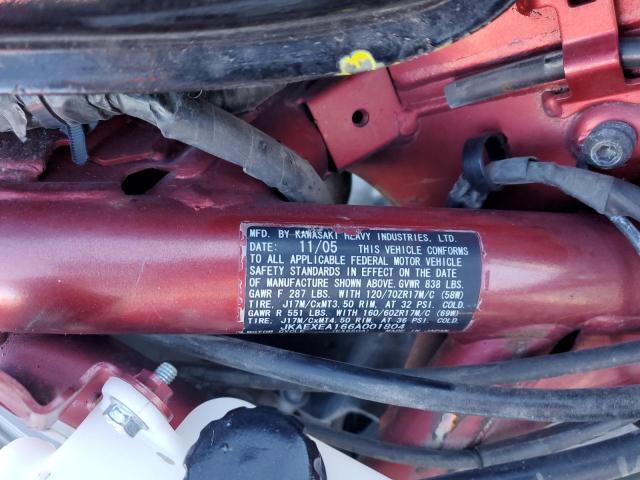 MFD. BY KAWASAKI HEAVY INDUSTRIES, LTD.
DATE: 11/05 THIS VEHICLE CONFORMS
TO ALL APPLICABLE FEDERAL MOTOR VEHICLE
SAFETY STANDARDS IN EFFECT ON THE DATE
OF MANUFACTURE SHOWN ABOVE. GVWR 838 LBS.
GAWR F 287 LBS. WITH 120/70ZR17M/C (58W)
TIRE, J17M/CxMT3.50 RIM, AT 32 PSI. COLD.
GAWR R 551 LBS. WITH 160/60ZR17M/C (69W)
TIRE, J17M/CxMT4.50 RIM, AT 36 PSI. COLD.
JKAEXEA166A001804